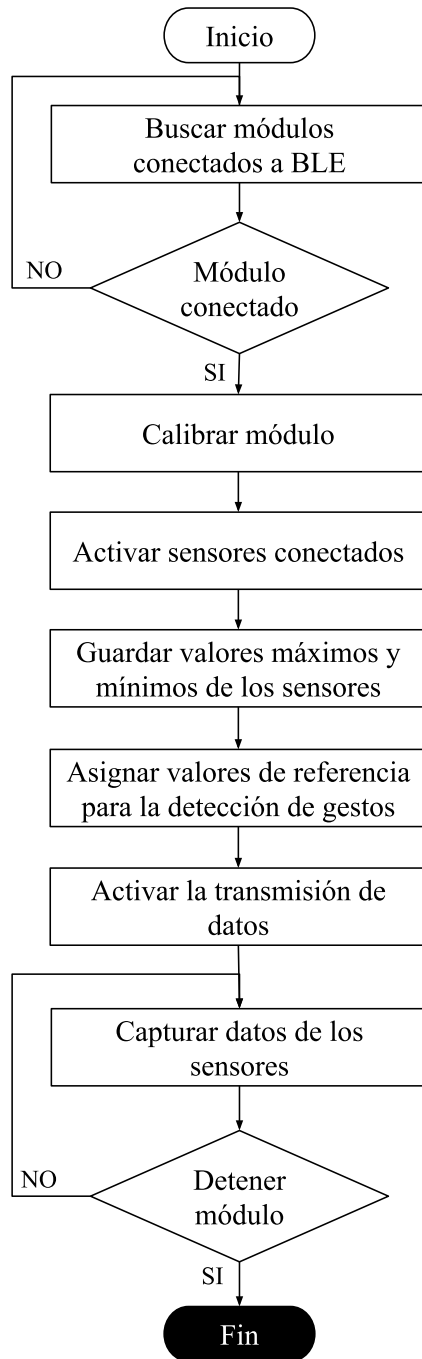 Inicio
Buscar módulos
conectados a BLE
NO
Módulo
conectado
SI
Calibrar módulo
Activar sensores conectados
Guardar valores máximos y
mínimos de los sensores
Asignar valores de referencia
para la detección de gestos
Activar la transmisión de
datos
Capturar datos de los
sensores
NO
Detener
módulo
SI
Fin